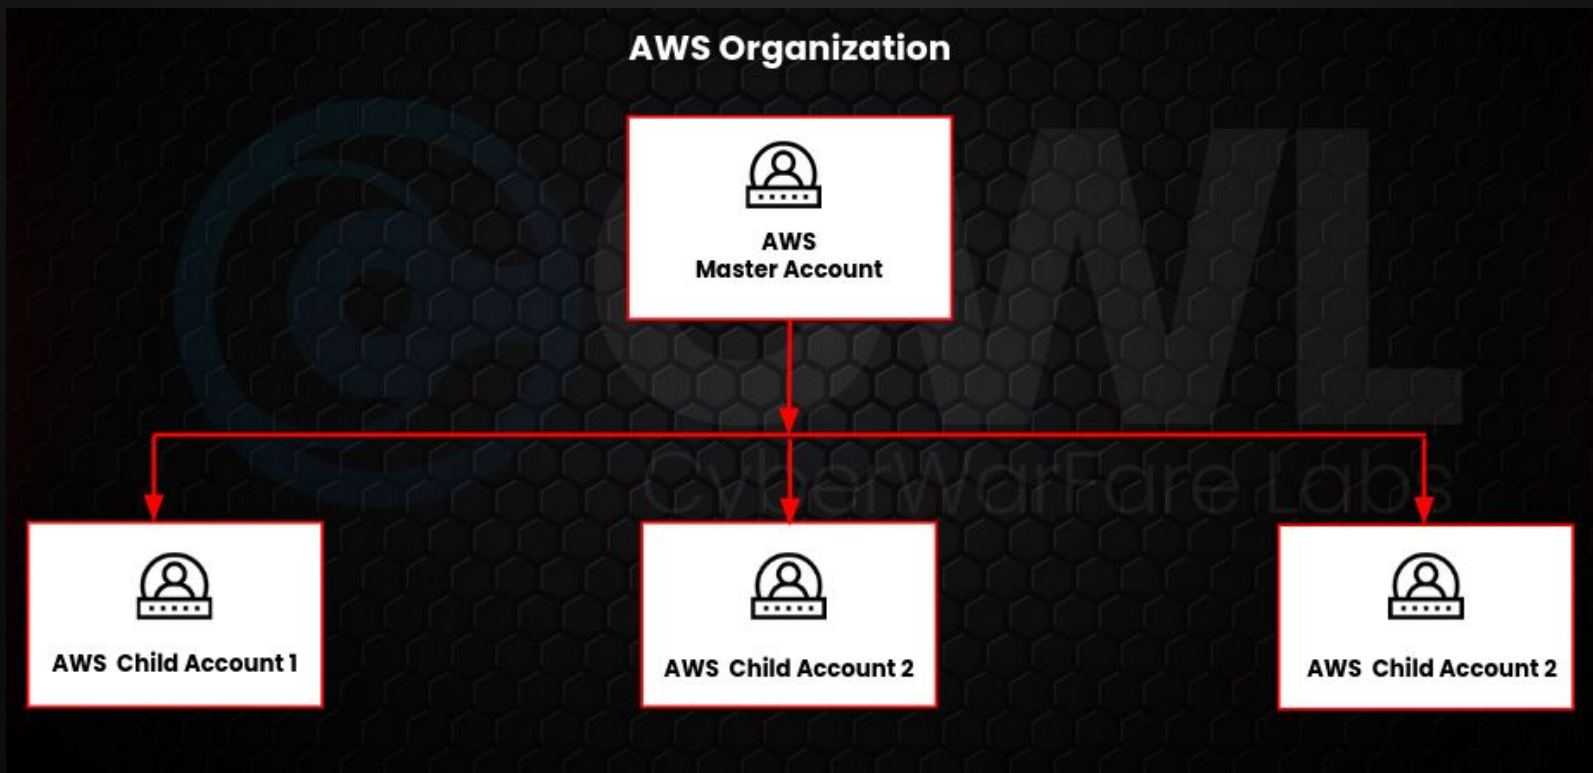 AWS Organization
CWL
CyberWarFare Labs
AWS
Master Account
AWS Child Account 1
AWS Child Account 2
AWS Child Account 2